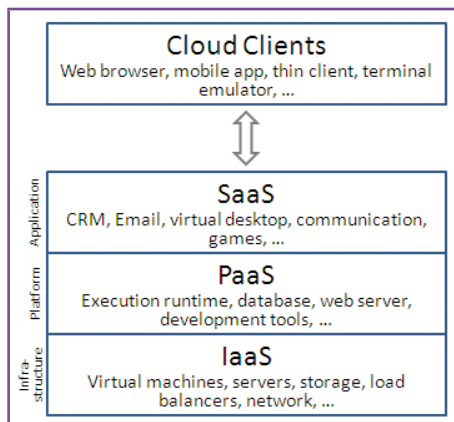 Cloud Clients
Web browser, mobile app, thin client, terminal
emulator, ...
Application
SaaS
CRM, Email, virtual desktop, communication,
games, ...
Platform
PaaS
Execution runtime, database, web server,
development tools, ...
Infra-
structure
IaaS
Virtual machines, servers, storage, load
balancers, network, ...